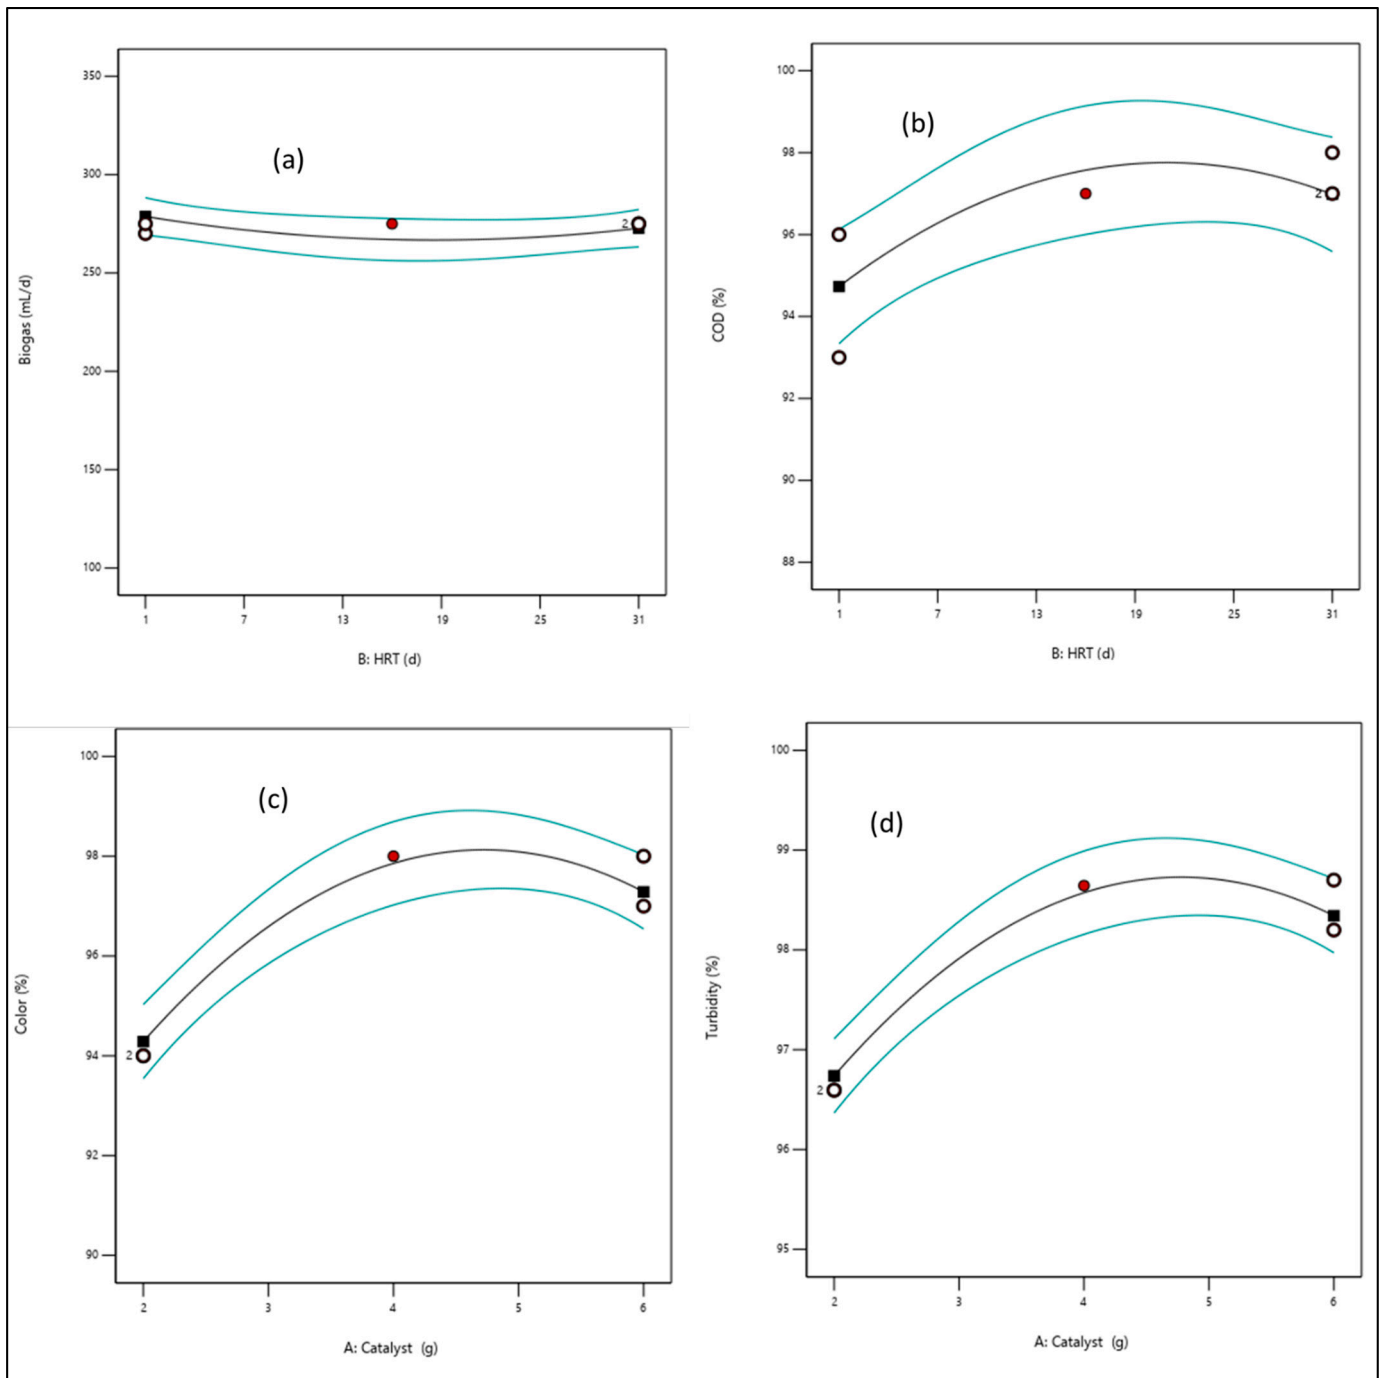 350
300
250
200
150
100
(a)
2
Biogas (mL/d)
1 7 13 19 25 31
B: HRT (d)
100
98
96
94
92
90
88
(b)
2
COD (%)
1 7 13 19 25 31
B: HRT (d)
100
98
96
94
92
90
(c)
2
Color (%)
2 3 4 5 6
A: Catalyst (g)
100
99
98
97
96
95
(d)
2
Turbidity (%)
2 3 4 5 6
A: Catalyst (g)